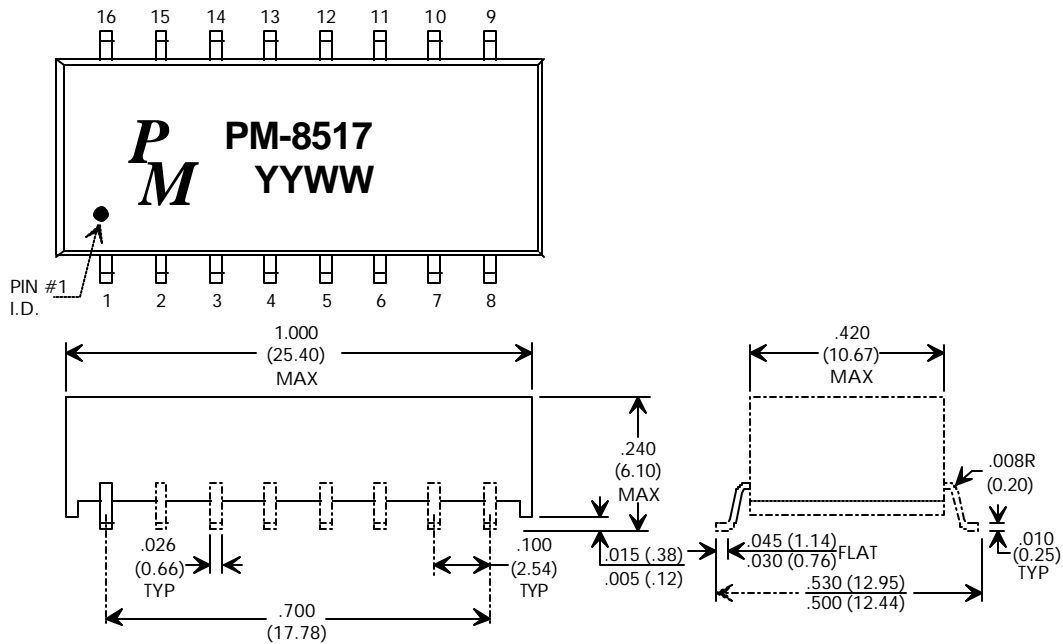 16 15 14 13 12 11 10 9
P
M
PM-8517
YYWW
PIN #1
I.D.
1 2 3 4 5 6 7 8
1.000
(25.40)
MAX
.420
(10.67)
MAX
.240
(6.10)
MAX
.008R
(0.20)
.026
(0.66)
TYP
.100
(2.54)
TYP
.015 (.38)
.005 (.12)
.045 (1.14)
.030 (0.76)
FLAT
.010
(0.25)
TYP
.530 (12.95)
.500 (12.44)
.700
(17.78)